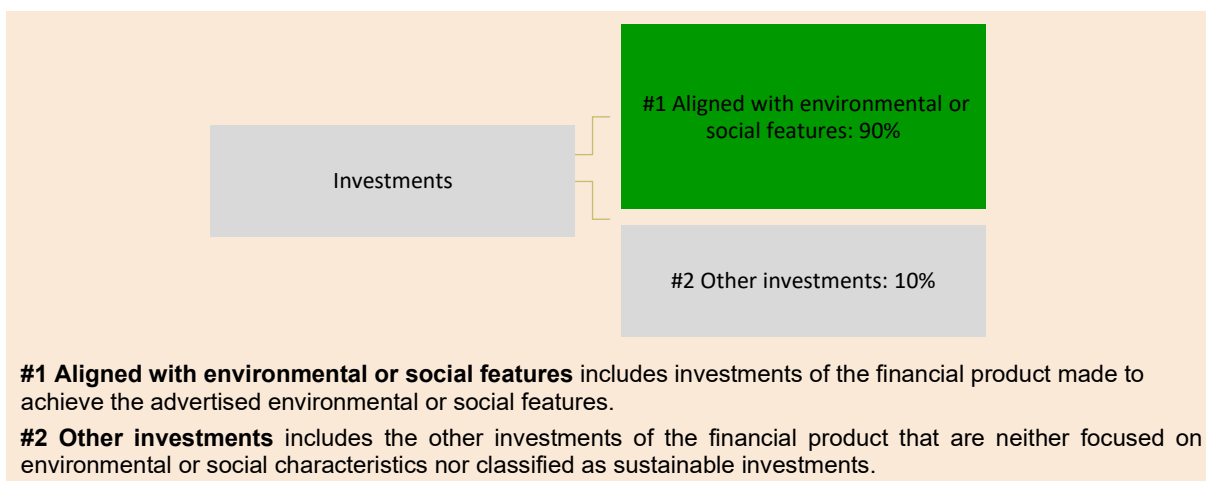 #1 Aligned with environmental or
social features: 90%
Investments
#2 Other investments: 10%
#1 Aligned with environmental or social features includes investments of the financial product made to
achieve the advertised environmental or social features.
#2 Other investments includes the other investments of the financial product that are neither focused on
environmental or social characteristics nor classified as sustainable investments.